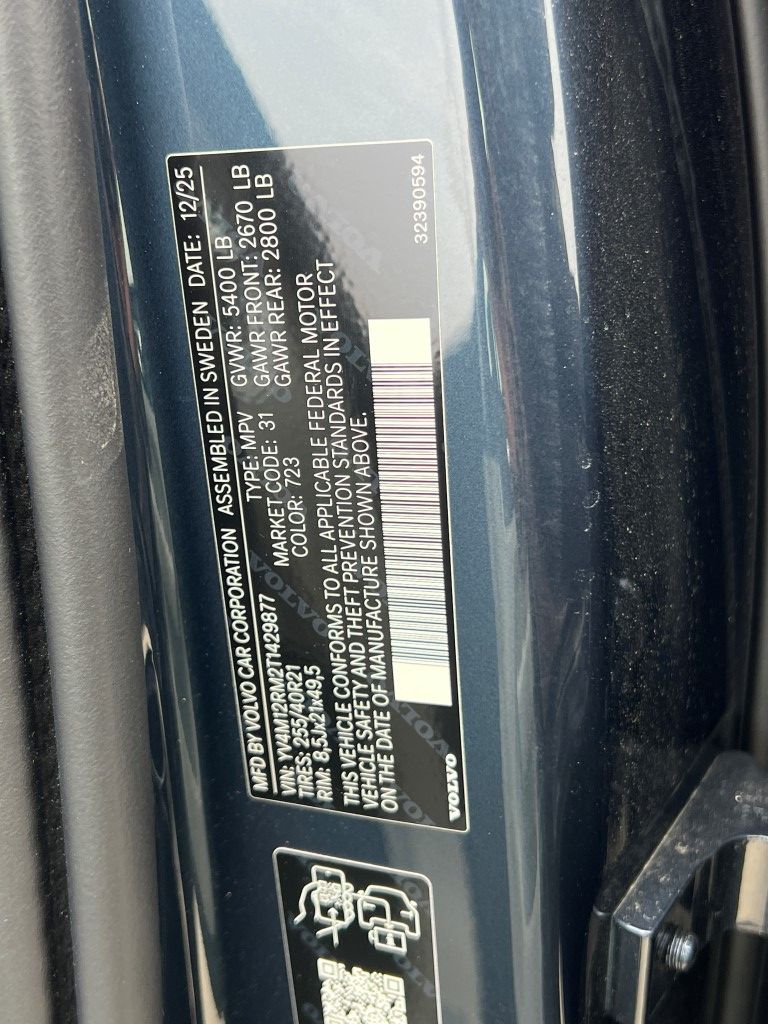 MFD BY VOLVO CAR CORPORATION ASSEMBLED IN SWEDEN DATE: 12/25
VIN: YV4M12RM2T1429877 TYPE: MPV GVWR: 5400 LB
TIRES: 255/40R21 MARKET CODE: 31 GAWR FRONT: 2670 LB
RIM: 8,5Jx21x49,5 COLOR: 723 GAWR REAR: 2800 LB
THIS VEHICLE CONFORMS TO ALL APPLICABLE FEDERAL MOTOR
VEHICLE SAFETY AND THEFT PREVENTION STANDARDS IN EFFECT
ON THE DATE OF MANUFACTURE SHOWN ABOVE.
VOLVO
32390594